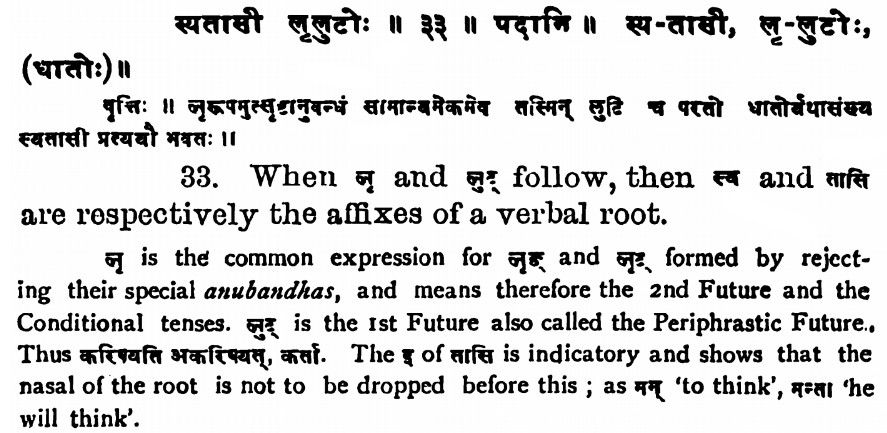 स्यतासी लृलुटोः ॥ ३३ ॥ पदानि ॥ स्य-तासी, लृ-लुटोः,
(धातोः)॥
वृत्तिः ॥ लृरूपमुत्सृष्टानुबन्धं सामान्यमेकमेव तस्मिन् लुटि च परतो धातोर्यथासंख्य
स्यतासी प्रत्ययौ भवतः ॥
33. When लृ and लुट् follow, then स्य and तासि
are respectively the affixes of a verbal root.
लृ is the common expression for लृङ् and लृट् formed by reject-
ing their special anubandhas, and means therefore the 2nd Future and the
Conditional tenses. लुट् is the 1st Future also called the Periphrastic Future.,
Thus करिष्यति अकरिष्यत्, कर्ता. The इ of तासि is indicatory and shows that the
nasal of the root is not to be dropped before this ; as मन् 'to think', मन्ता 'he
will think'.